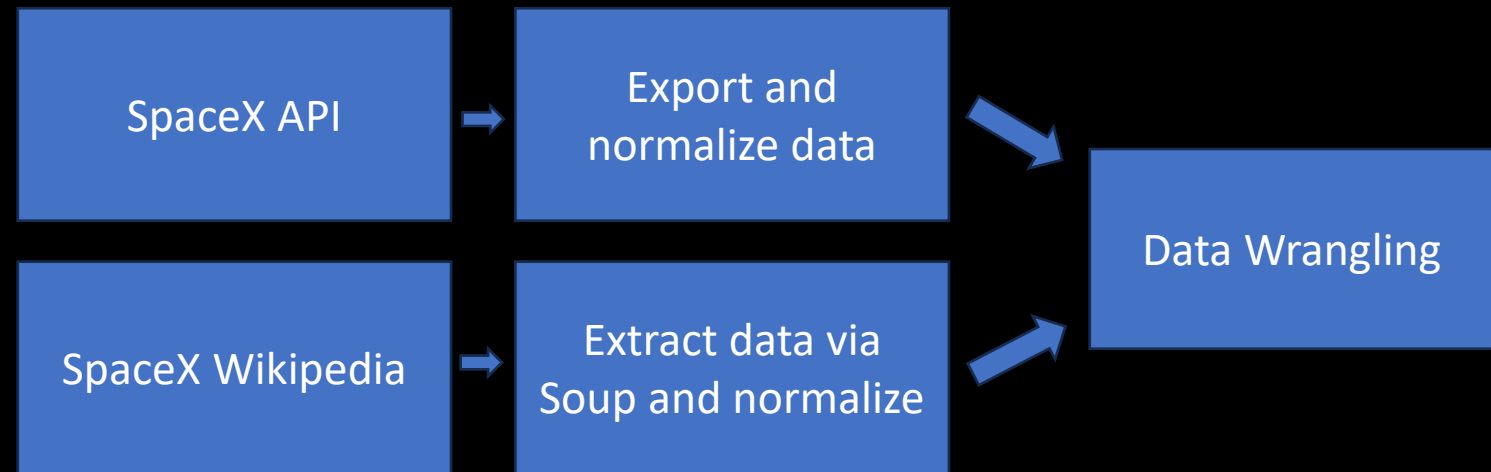 SpaceX API
Export and
normalize data
SpaceX Wikipedia
Extract data via
Soup and normalize
Data Wrangling